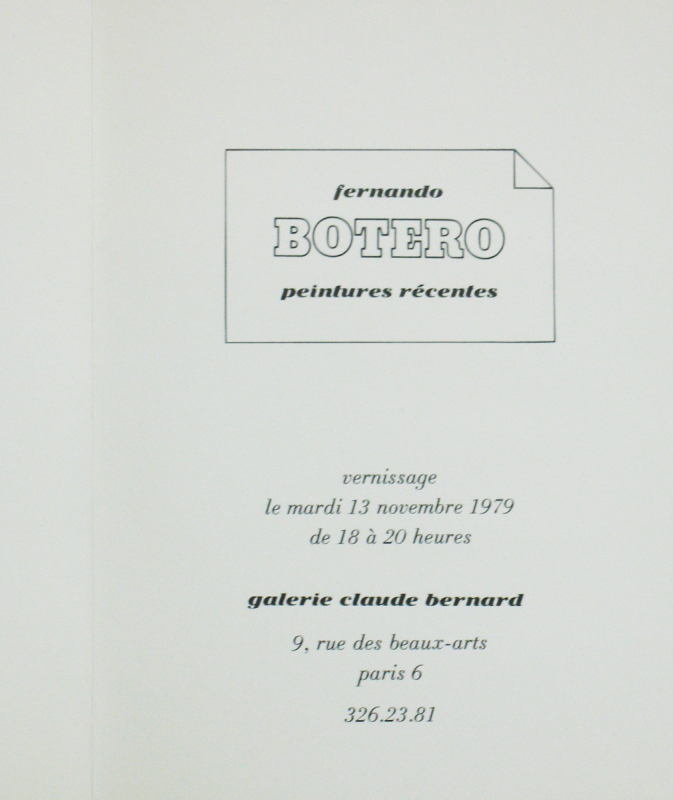 fernando
BOTERO
peintures récentes
vernissage
le mardi 13 novembre 1979
de 18 à 20 heures
galerie claude bernard
9, rue des beaux-arts
paris 6
326.23.81